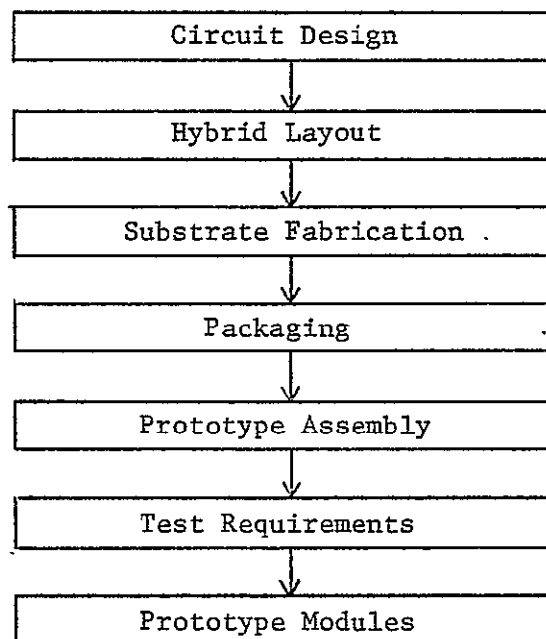 Circuit Design
Hybrid Layout
Substrate Fabrication
Packaging
Prototype Assembly
Test Requirements
Prototype Modules